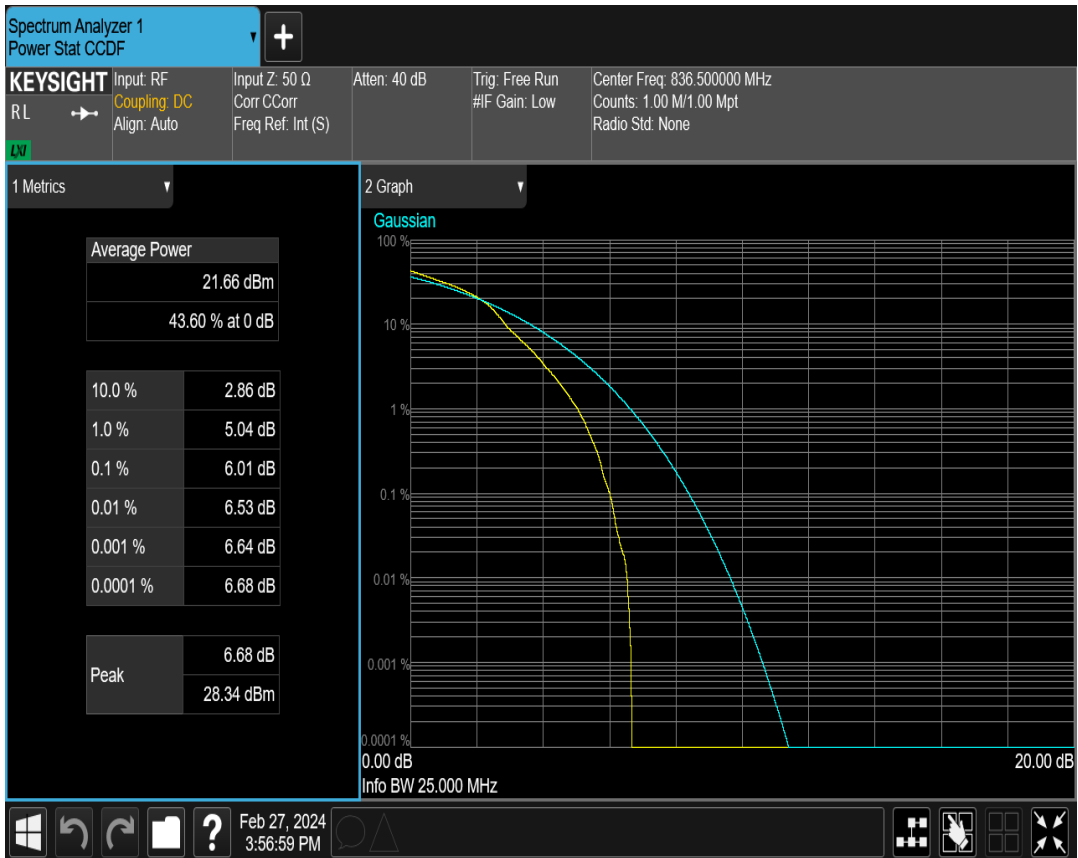 Spectrum Analyzer 1
Power Stat CCDF
+
KEYSIGHT
RL
LXI
Input: RF
Coupling: DC
Align: Auto
Input Z: 50 Ω
Corr CCorr
Freq Ref: Int (S)
Atten: 40 dB
Trig: Free Run
#IF Gain: Low
Center Freq: 836.500000 MHz
Counts: 1.00 M/1.00 Mpt
Radio Std: None
1 Metrics
Average Power
21.66 dBm
43.60 % at 0 dB
10.0 % 2.86 dB
1.0 % 5.04 dB
0.1 % 6.01 dB
0.01 % 6.53 dB
0.001 % 6.64 dB
0.0001 % 6.68 dB
Peak
6.68 dB
28.34 dBm
2 Graph
Gaussian
100 %
10 %
1 %
0.1 %
0.01 %
0.001 %
0.0001 %
0.00 dB 20.00 dB
Info BW 25.000 MHz
?
Feb 27, 2024
3:56:59 PM